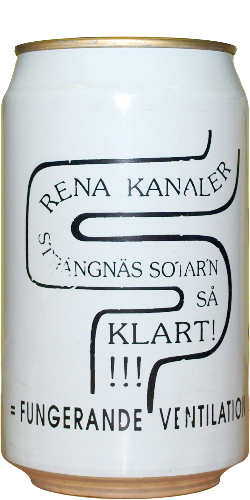 RENA KANALER
STRÄNGNÄS SOTAR'N
SÅ
KLART!
!!!
= FUNGERANDE VENTILATION